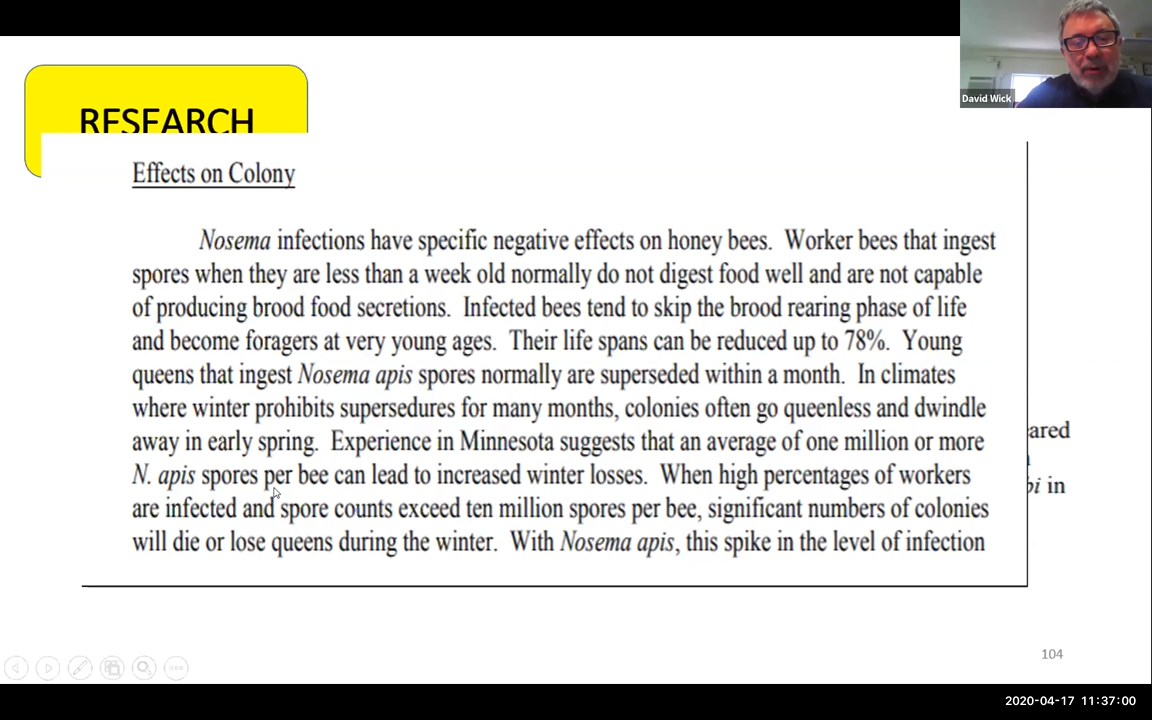 David Wick
RESEARCH
Effects on Colony
Nosema infections have specific negative effects on honey bees. Worker bees that ingest
spores when they are less than a week old normally do not digest food well and are not capable
of producing brood food secretions. Infected bees tend to skip the brood rearing phase of life
and become foragers at very young ages. Their life spans can be reduced up to 78%. Young
queens that ingest Nosema apis spores normally are superseded within a month. In climates
where winter prohibits supersedures for many months, colonies often go queenless and dwindle
away in early spring. Experience in Minnesota suggests that an average of one million or more
N. apis spores per bee can lead to increased winter losses. When high percentages of workers
are infected and spore counts exceed ten million spores per bee, significant numbers of colonies
will die or lose queens during the winter. With Nosema apis, this spike in the level of infection
ared
in
104
2020-04-17 11:37:00